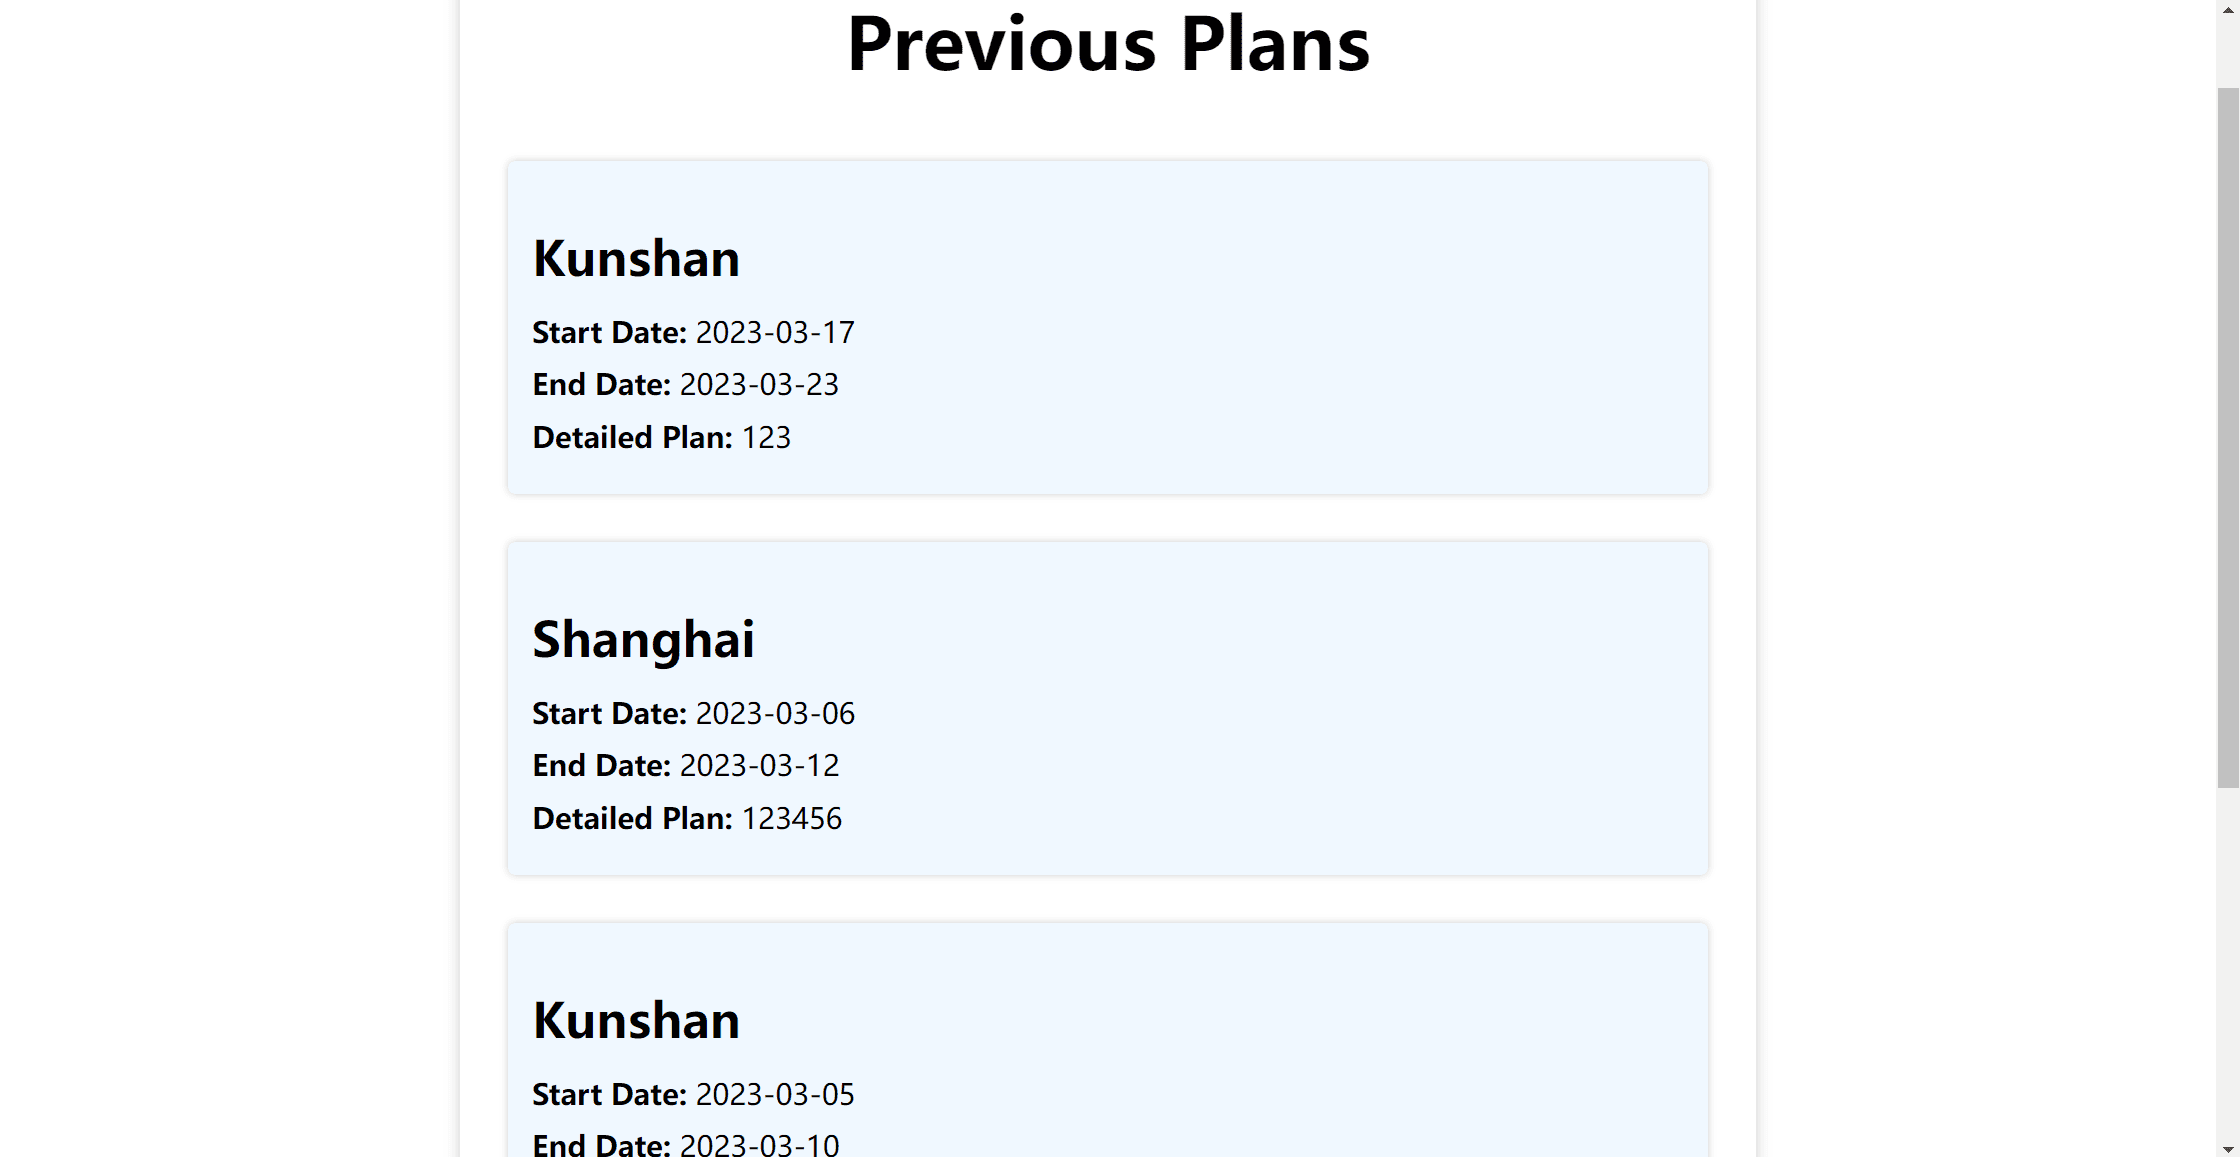 Previous Plans
Kunshan
Start Date: 2023-03-17
End Date: 2023-03-23
Detailed Plan: 123
Shanghai
Start Date: 2023-03-06
End Date: 2023-03-12
Detailed Plan: 123456
Kunshan
Start Date: 2023-03-05
End Date: 2023-03-10